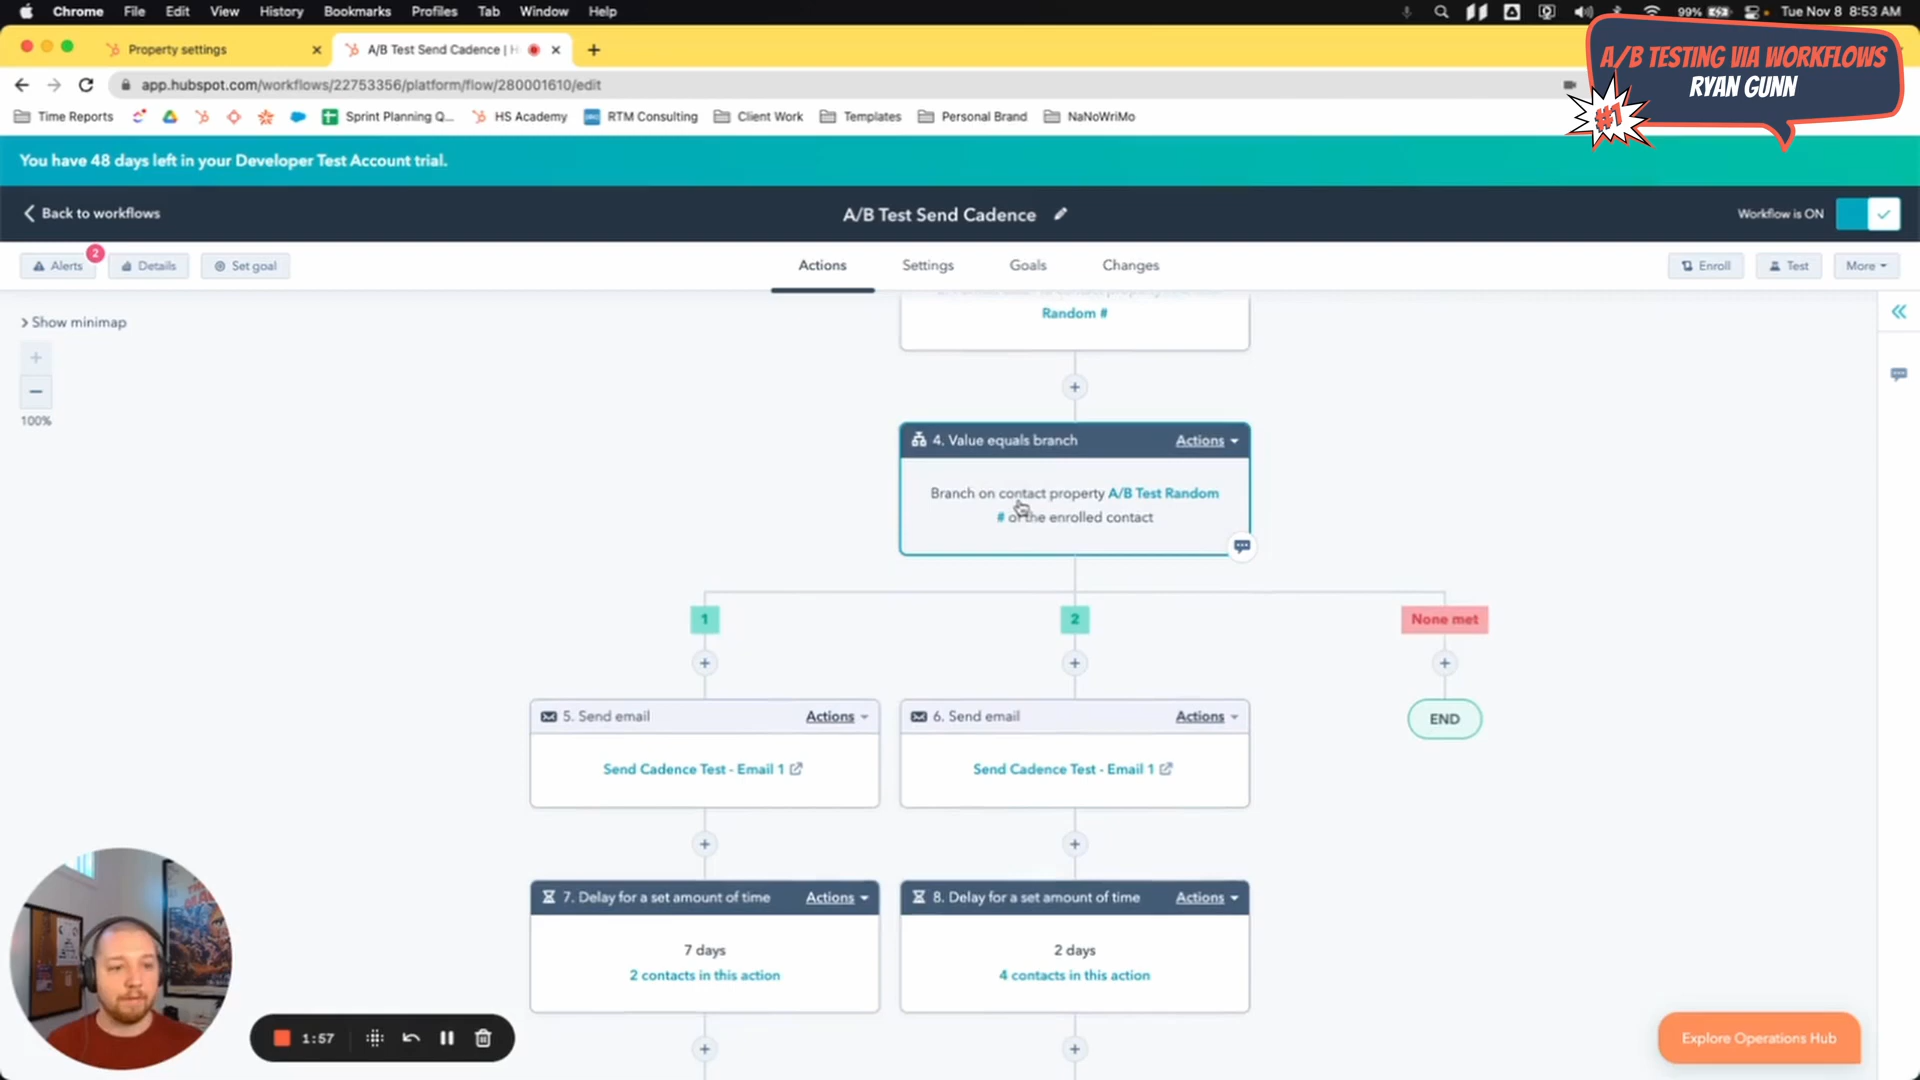 Chrome File Edit View History Bookmarks Profiles Tab Window Help 99% Tue Nov 8 8:53 AM
Property settings A/B Test Send Cadence | H
app.hubspot.com/workflows/22753356/platform/flow/280001610/edit
A/B TESTING VIA WORKFLOWS
RYAN GUNN
#1
Time Reports Sprint Planning Q... HS Academy RTM Consulting Client Work Templates Personal Brand NaNoWriMo
You have 48 days left in your Developer Test Account trial.
Back to workflows A/B Test Send Cadence Workflow is ON
Alerts 2 Details Set goal Actions Settings Goals Changes Enroll Test More
Show minimap
Random #
100%
4. Value equals branch Actions
Branch on contact property A/B Test Random
# of the enrolled contact
1 2 None met
5. Send email Actions 6. Send email Actions END
Send Cadence Test - Email 1 Send Cadence Test - Email 1
7. Delay for a set amount of time Actions 8. Delay for a set amount of time Actions
7 days 2 days
2 contacts in this action 4 contacts in this action
1:57
Explore Operations Hub